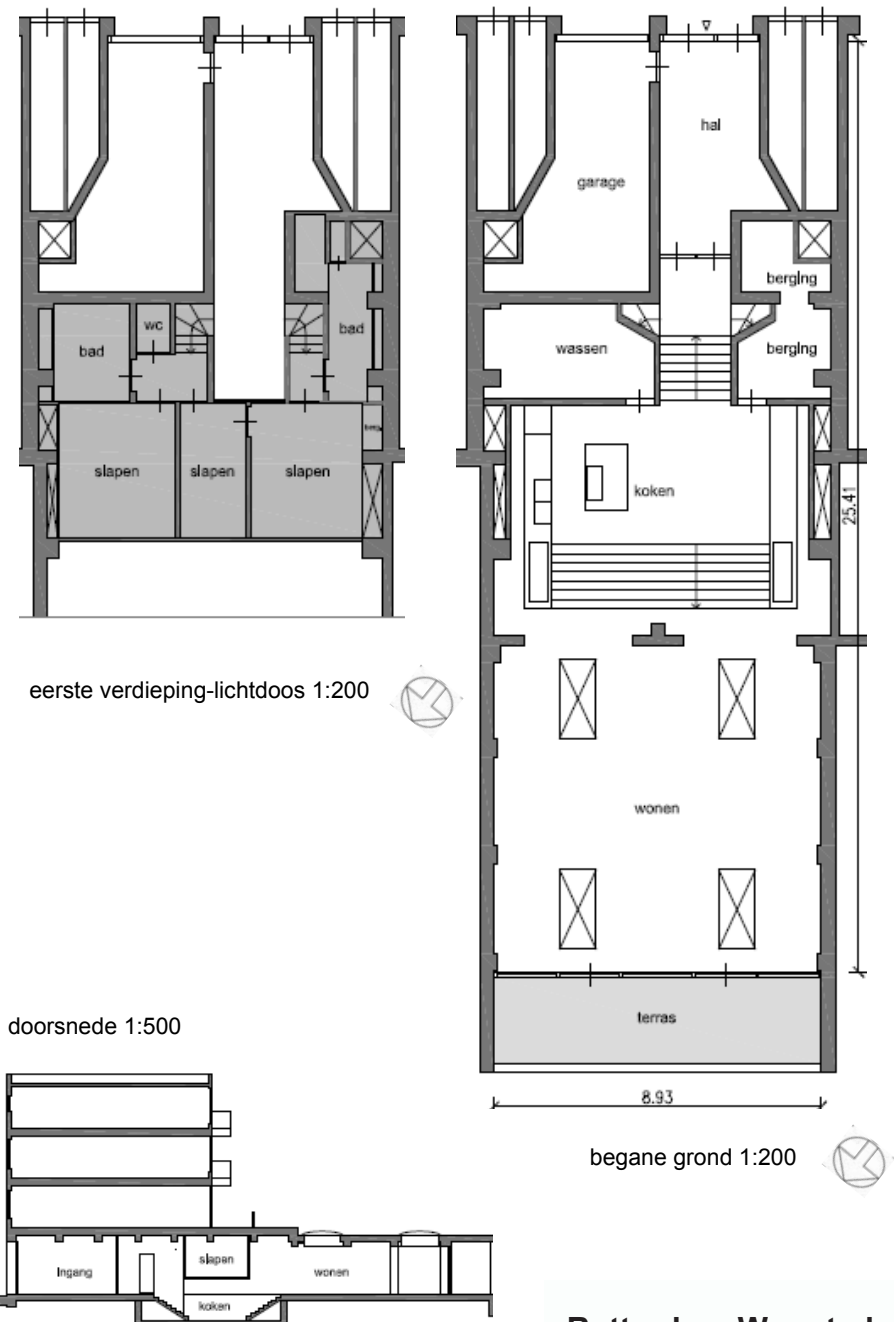 hal
garage
berging
wc
bad
bad
wassen
berging
slapen
slapen
slapen
koken
25.41
eerste verdieping-lichtdoos 1:200
wonen
terras
doorsnede 1:500
8.93
begane grond 1:200
slapen
Ingang
wonen
koken